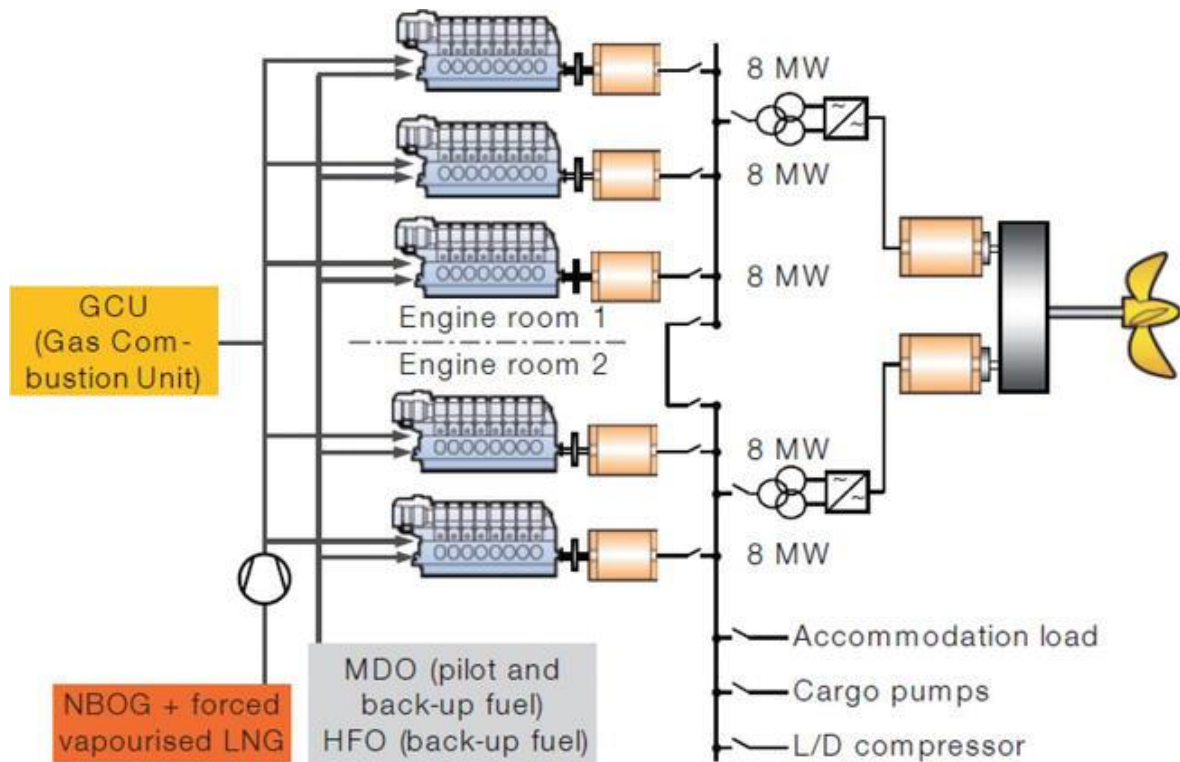 8 MW
8 MW
8 MW
Engine room 1
Engine room 2
GCU
(Gas Com-
bustion Unit)
8 MW
8 MW
Accommodation load
Cargo pumps
L/D compressor
MDO (pilot and
back-up fuel)
HFO (back-up fuel)
NBOG + forced
vapourised LNG